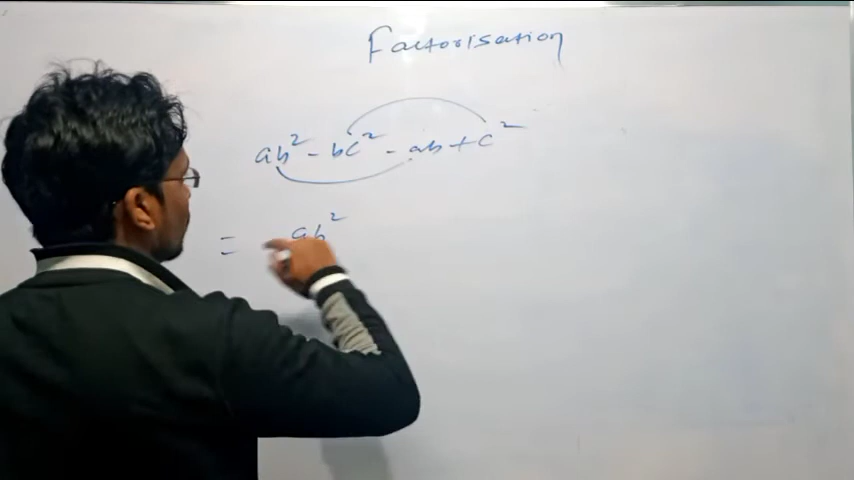 Factorisation
ab² - bc² - ab + c²
= ab²